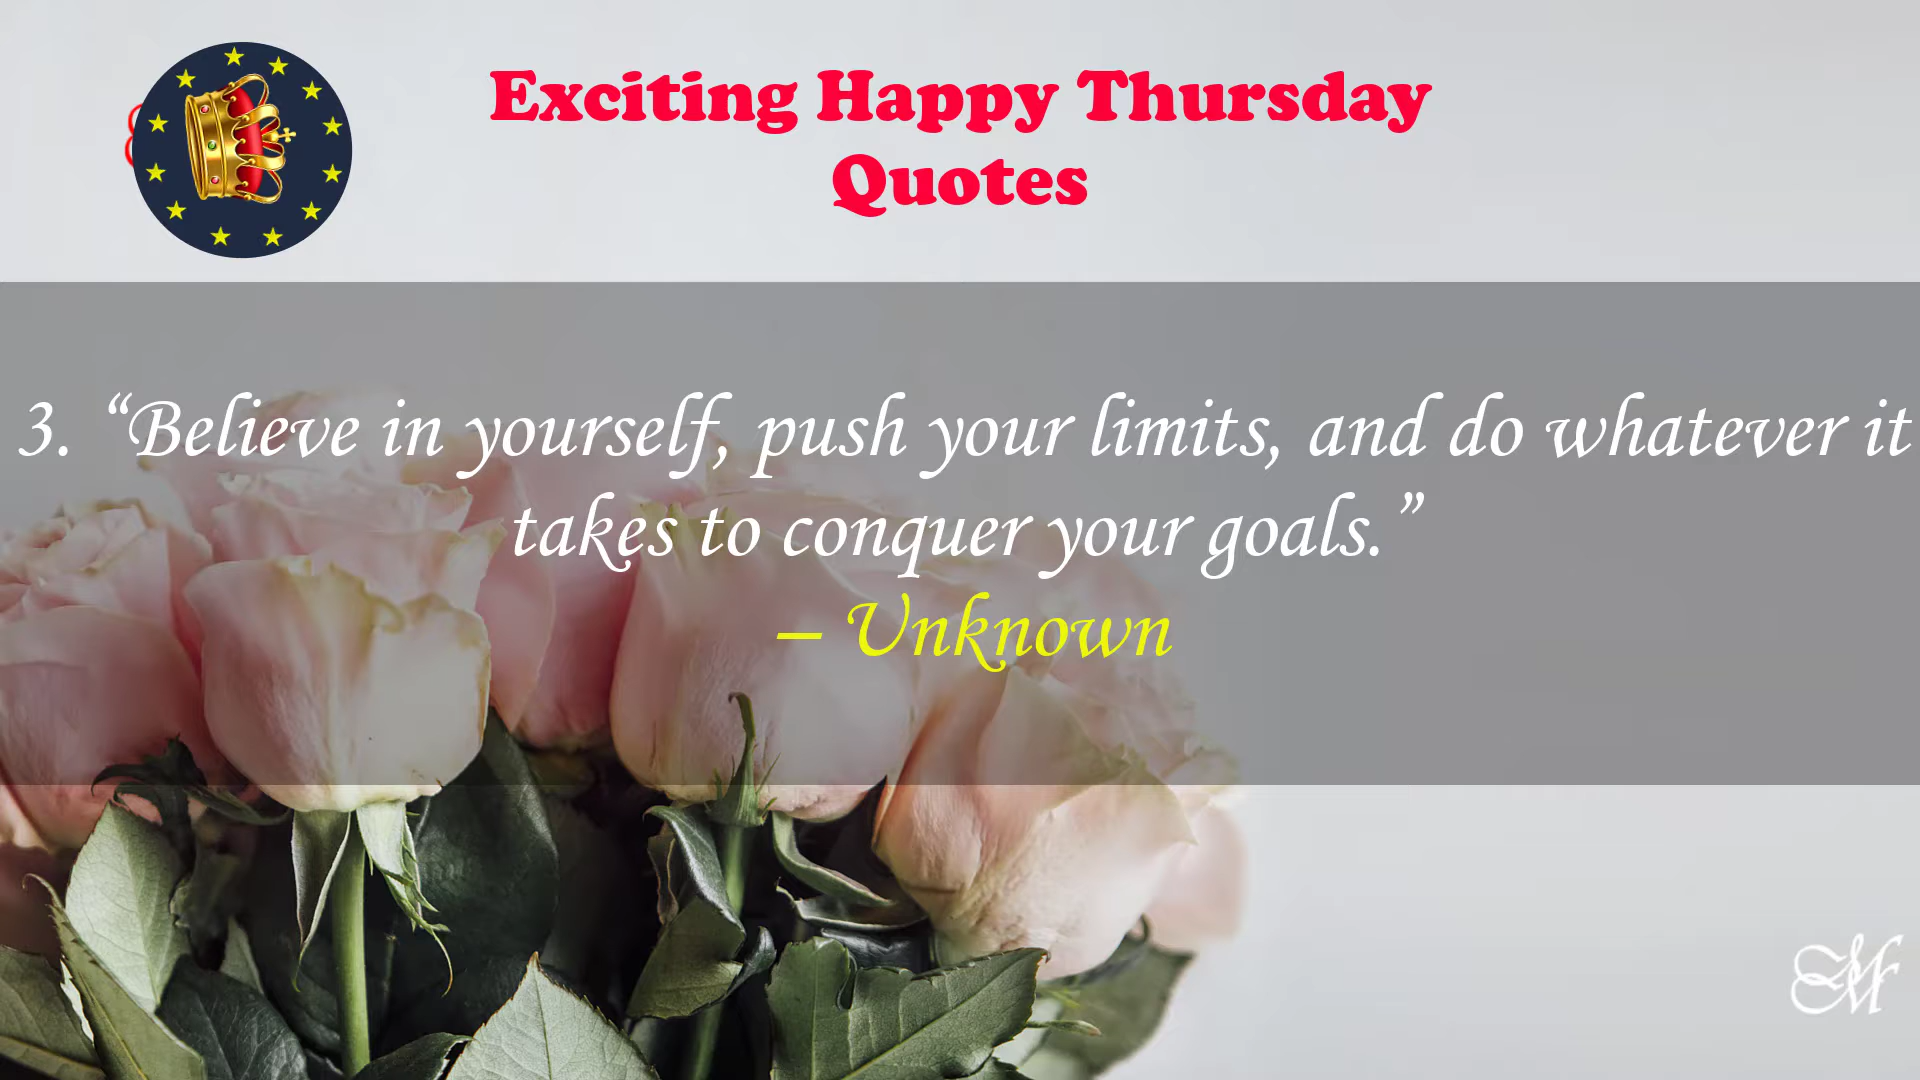 Exciting Happy Thursday
Quotes
3. “Believe in yourself, push your limits, and do whatever it
takes to conquer your goals.”
– Unknown
M